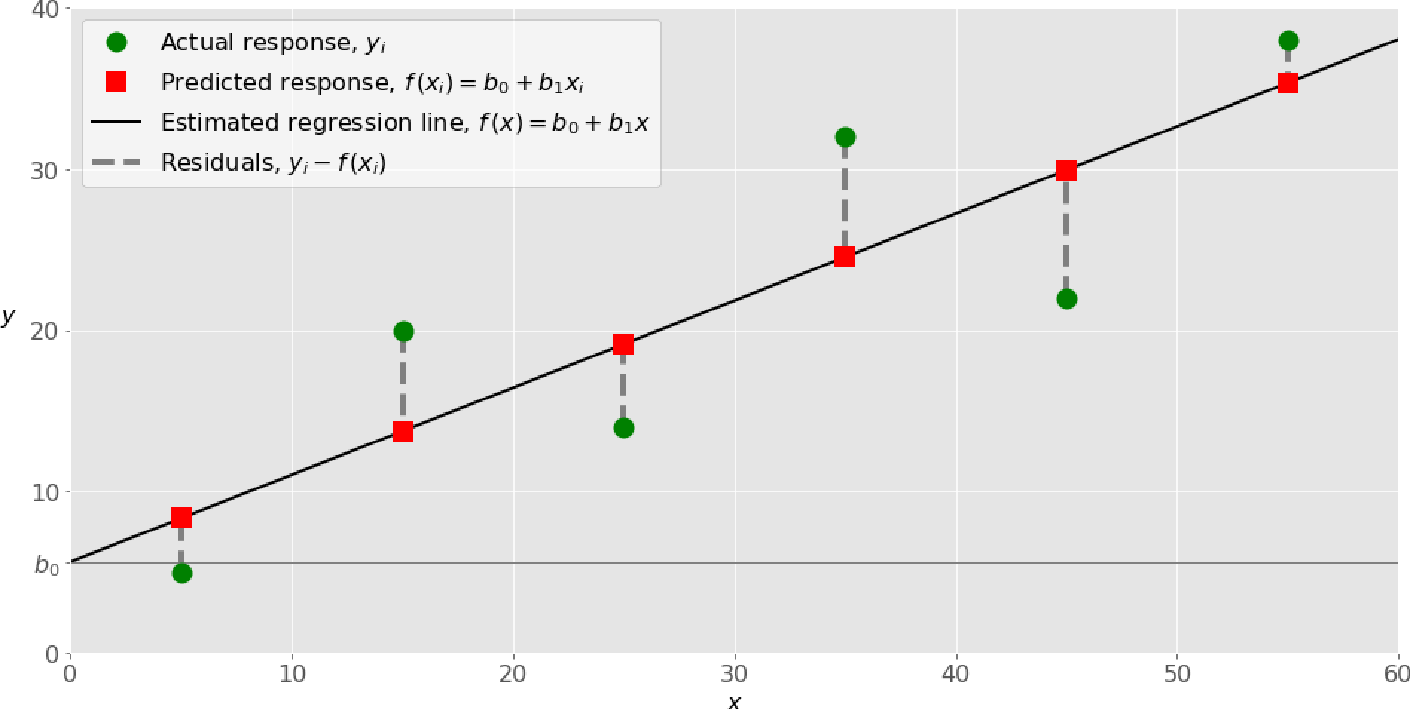 40
Actual response, yᵢ
Predicted response, f(xᵢ) = b₀ + b₁xᵢ
Estimated regression line, f(x) = b₀ + b₁x
Residuals, yᵢ − f(xᵢ)
30
y
20
10
b₀
0
0 10 20 30 40 50 60
x